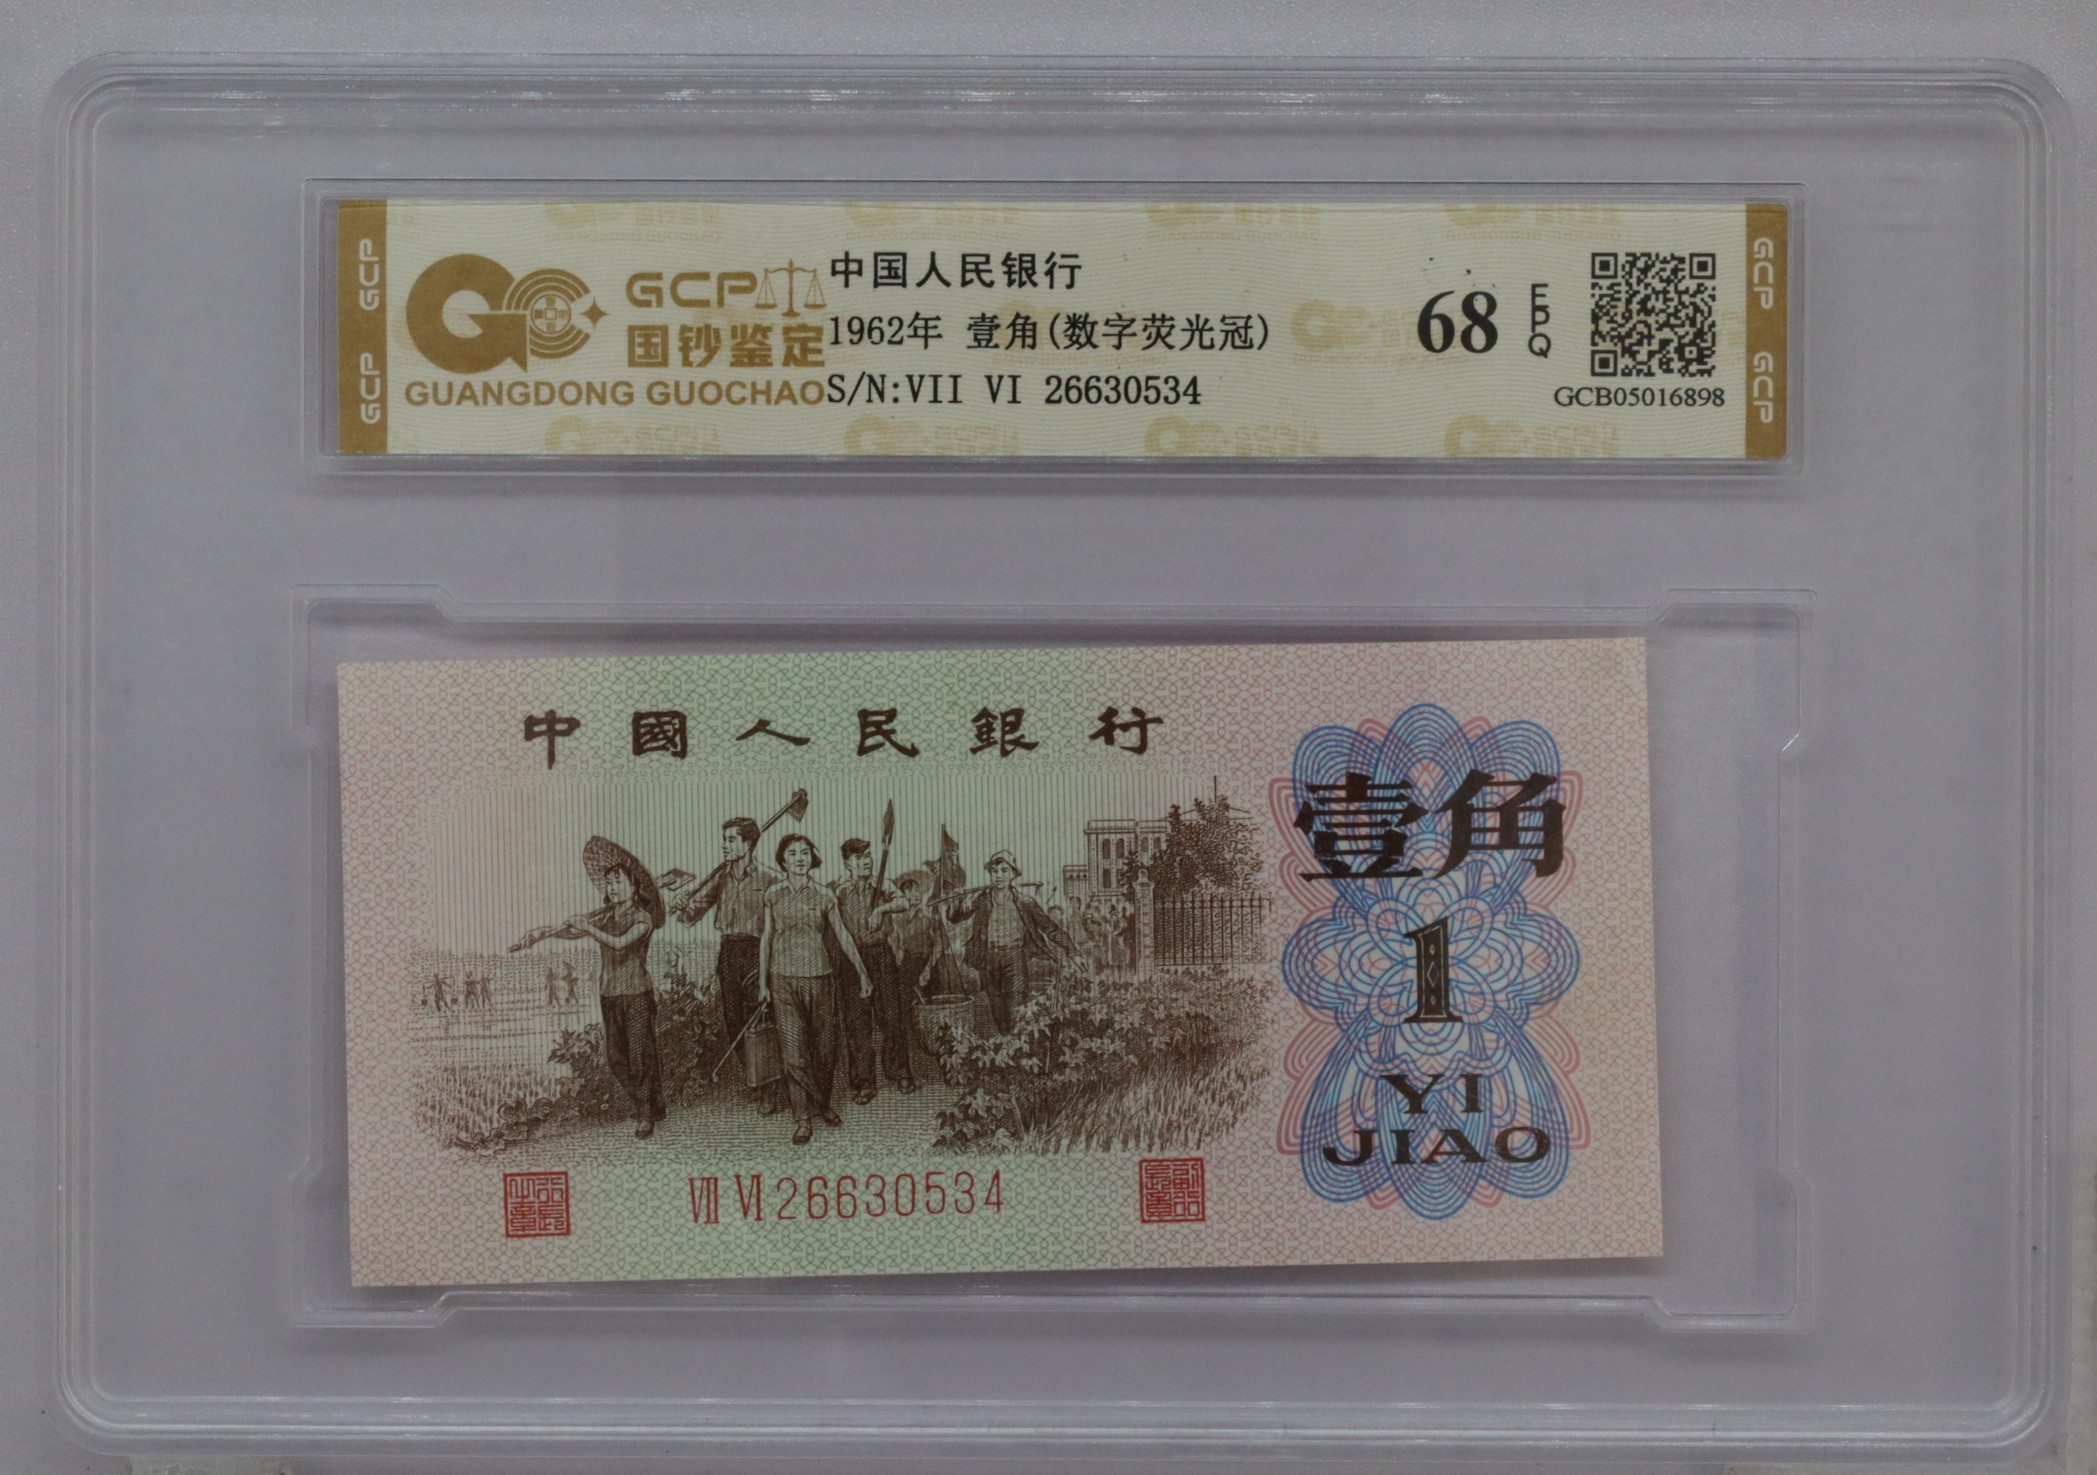 GCP
国钞鉴定
GUANGDONG GUOCHAO
中国人民银行
1962年 壹角(数字荧光冠)
S/N:VII VI 26630534
68 EPQ
GCB05016898
GCP
GCP
GCP
GCP
中國人民銀行
壹角
1
YI
JIAO
VII VI 26630534